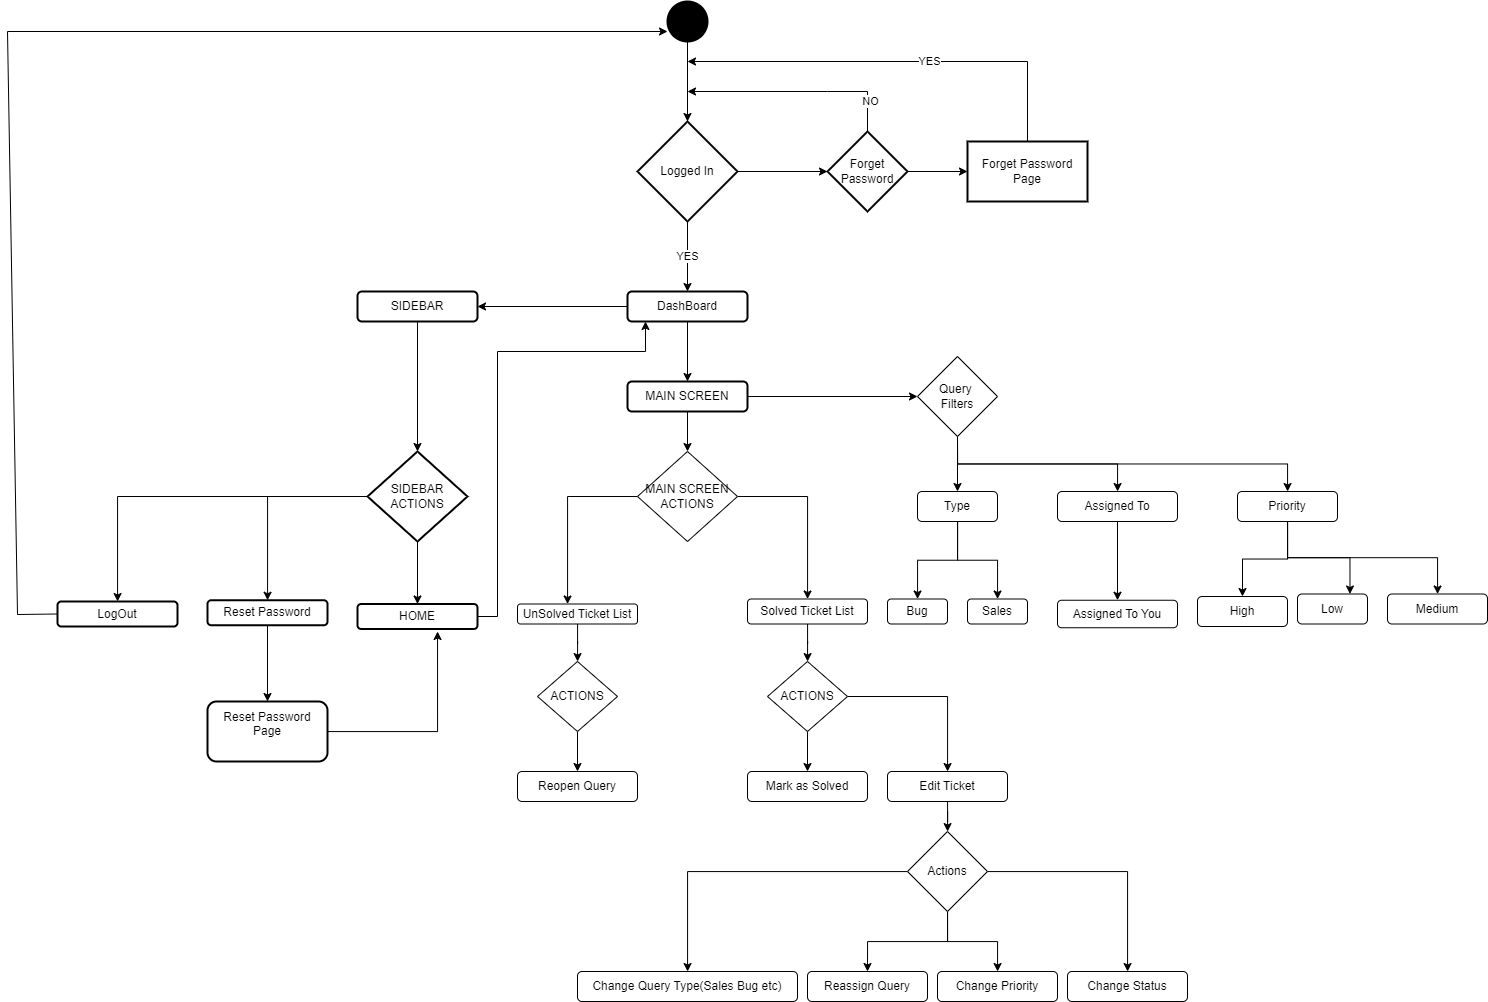 YES
NO
Logged In
Forget
Password
Forget Password
Page
YES
SIDEBAR
DashBoard
MAIN SCREEN
Query
Filters
SIDEBAR
ACTIONS
MAIN SCREEN
ACTIONS
Type
Assigned To
Priority
LogOut
Reset Password
HOME
UnSolved Ticket List
Solved Ticket List
Bug
Sales
Assigned To You
High
Low
Medium
Reset Password
Page
ACTIONS
ACTIONS
Reopen Query
Mark as Solved
Edit Ticket
Actions
Change Query Type(Sales Bug etc)
Reassign Query
Change Priority
Change Status